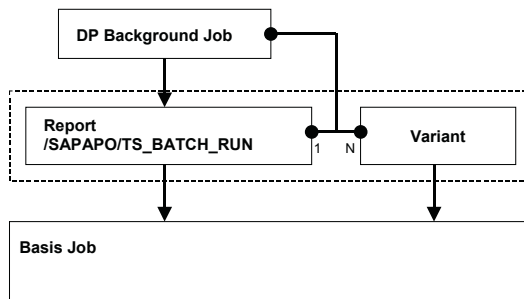 DP Background Job
Report
/SAPAPO/TS_BATCH_RUN
1
N
Variant
Basis Job